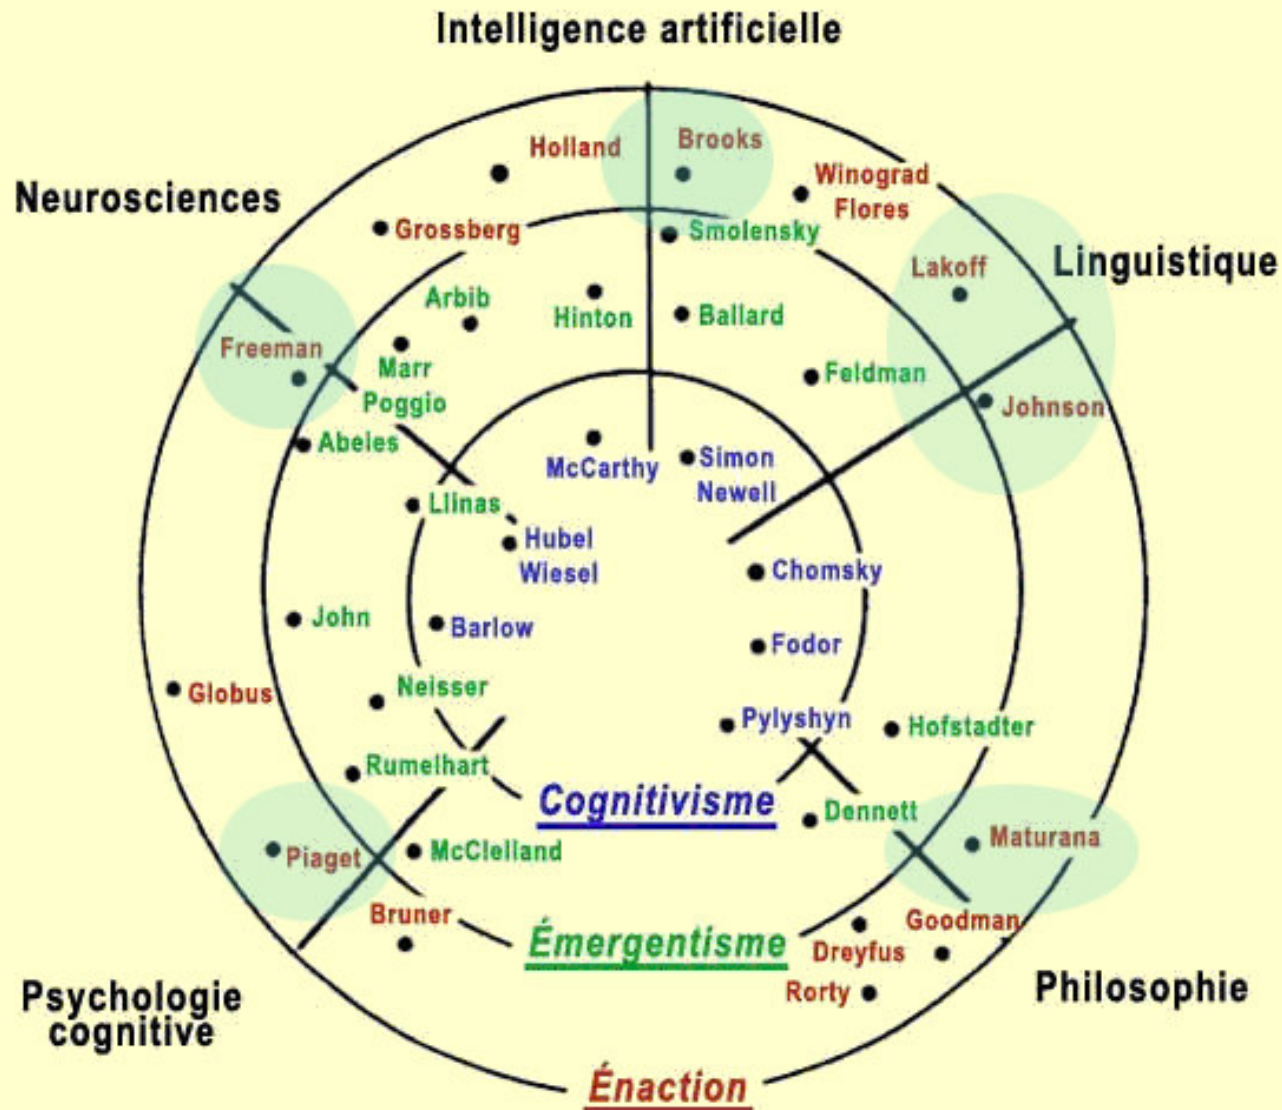 Intelligence artificielle
Holland
Brooks
Winograd
Flores
Neurosciences
Grossberg
Smolensky
Linguistique
Lakoff
Arbib
Hinton
Ballard
Freeman
Marr
Poggio
Feldman
Johnson
Abeles
McCarthy
Simon
Newell
Llinas
Hubel
Wiesel
Chomsky
John
Barlow
Fodor
Globus
Neisser
Pylyshyn
Hofstadter
Rumelhart
Cognitivisme
Dennett
Maturana
Piaget
McClelland
Bruner
Émergentisme
Goodman
Dreyfus
Rorty
Philosophie
Psychologie
cognitive
Énaction